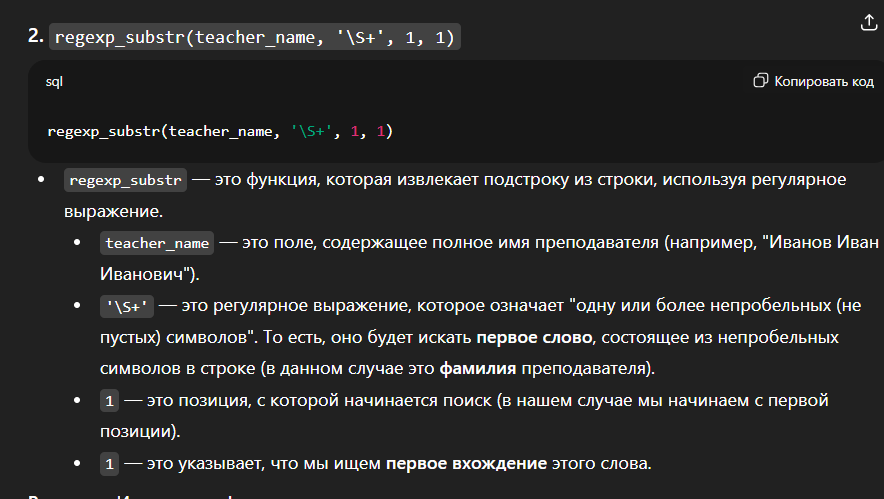 2. regexp_substr(teacher_name, '\S+', 1, 1)
sql
Копировать код
regexp_substr(teacher_name, '\S+', 1, 1)
• regexp_substr — это функция, которая извлекает подстроку из строки, используя регулярное
выражение.
• teacher_name — это поле, содержащее полное имя преподавателя (например, "Иванов Иван
Иванович").
• '\S+' — это регулярное выражение, которое означает "одну или более непробельных (не
пустых) символов". То есть, оно будет искать первое слово, состоящее из непробельных
символов в строке (в данном случае это фамилия преподавателя).
• 1 — это позиция, с которой начинается поиск (в нашем случае мы начинаем с первой
позиции).
• 1 — это указывает, что мы ищем первое вхождение этого слова.